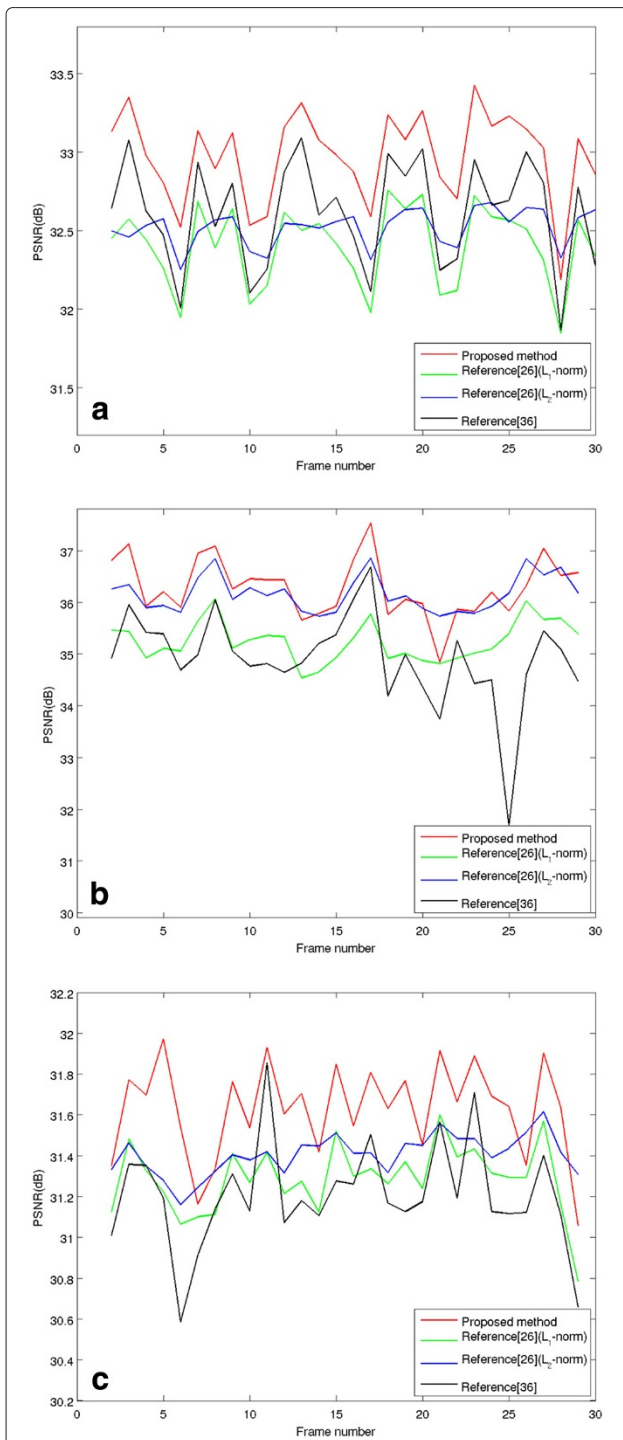 33.5
33
32.5
32
31.5
PSNR(dB)
Proposed method
Reference[26](L1-norm)
Reference[26](L2-norm)
Reference[36]
a
0 5 10 15 20 25 30
Frame number
37
36
35
34
33
32
31
30
PSNR(dB)
Proposed method
Reference[26](L1-norm)
Reference[26](L2-norm)
Reference[36]
b
0 5 10 15 20 25 30
Frame number
32.2
32
31.8
31.6
31.4
31.2
31
30.8
30.6
30.4
30.2
PSNR(dB)
Proposed method
Reference[26](L1-norm)
Reference[26](L2-norm)
Reference[36]
c
0 5 10 15 20 25 30
Frame number